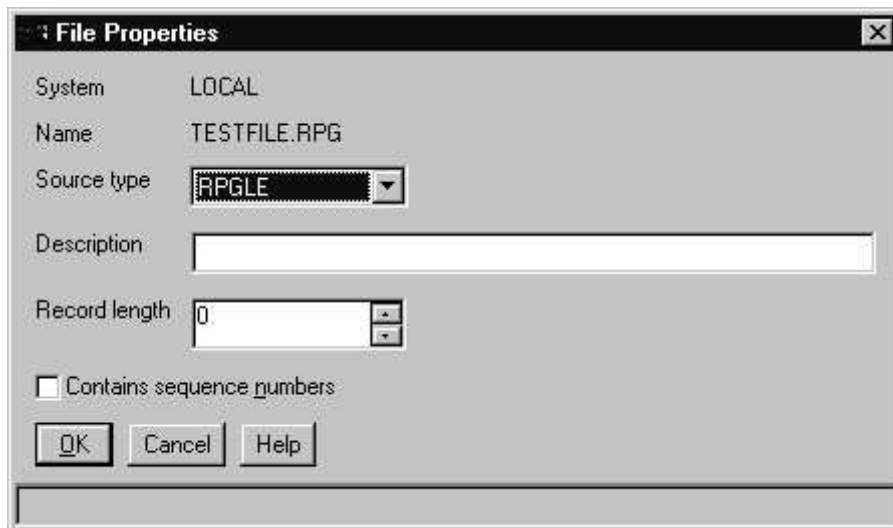 File Properties
System LOCAL
Name TESTFILE.RPG
Source type RPGLE
Description
Record length 0
Contains sequence numbers
OK Cancel Help